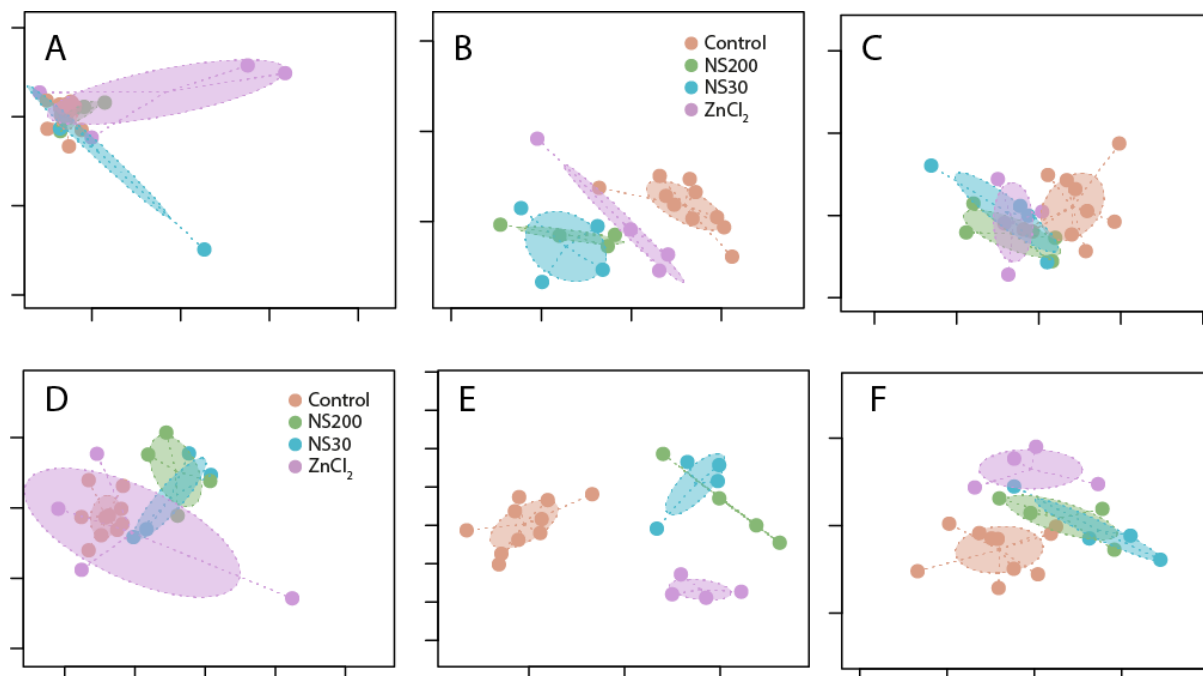 A
B
Control
NS200
NS30
ZnCl₂
C
D
Control
NS200
NS30
ZnCl₂
E
F